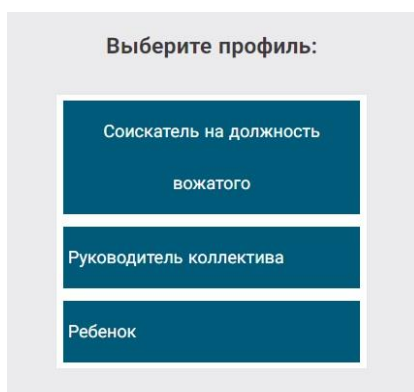 Выберите профиль:
Соискатель на должность
вожатого
Руководитель коллектива
Ребенок